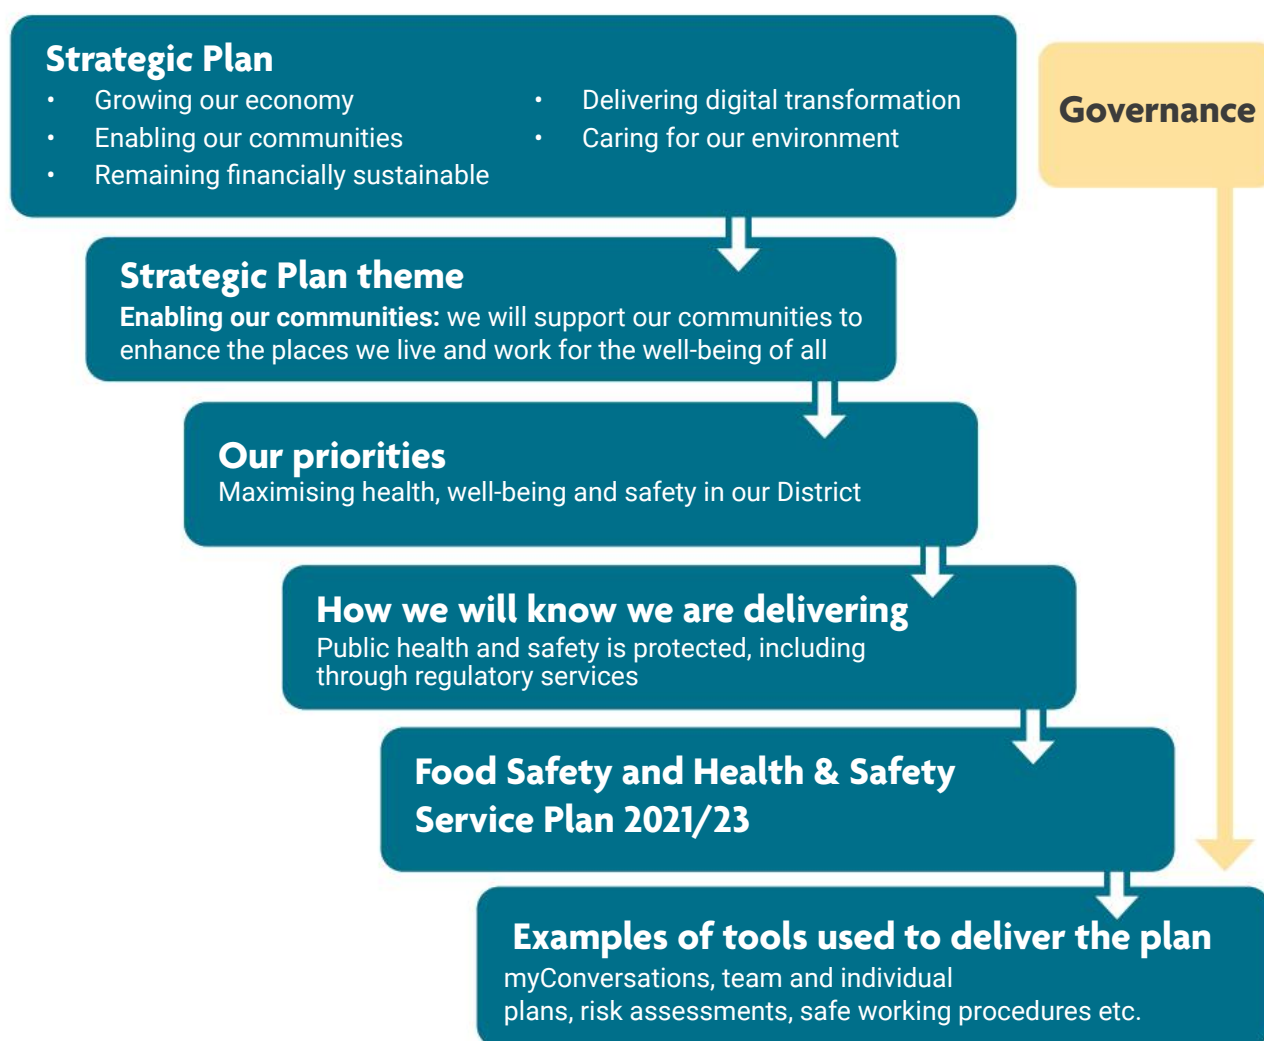 Strategic Plan
• Growing our economy
• Enabling our communities
• Remaining financially sustainable
• Delivering digital transformation
• Caring for our environment
Governance
Strategic Plan theme
Enabling our communities: we will support our communities to
enhance the places we live and work for the well-being of all
Our priorities
Maximising health, well-being and safety in our District
How we will know we are delivering
Public health and safety is protected, including
through regulatory services
Food Safety and Health & Safety
Service Plan 2021/23
Examples of tools used to deliver the plan
myConversations, team and individual
plans, risk assessments, safe working procedures etc.